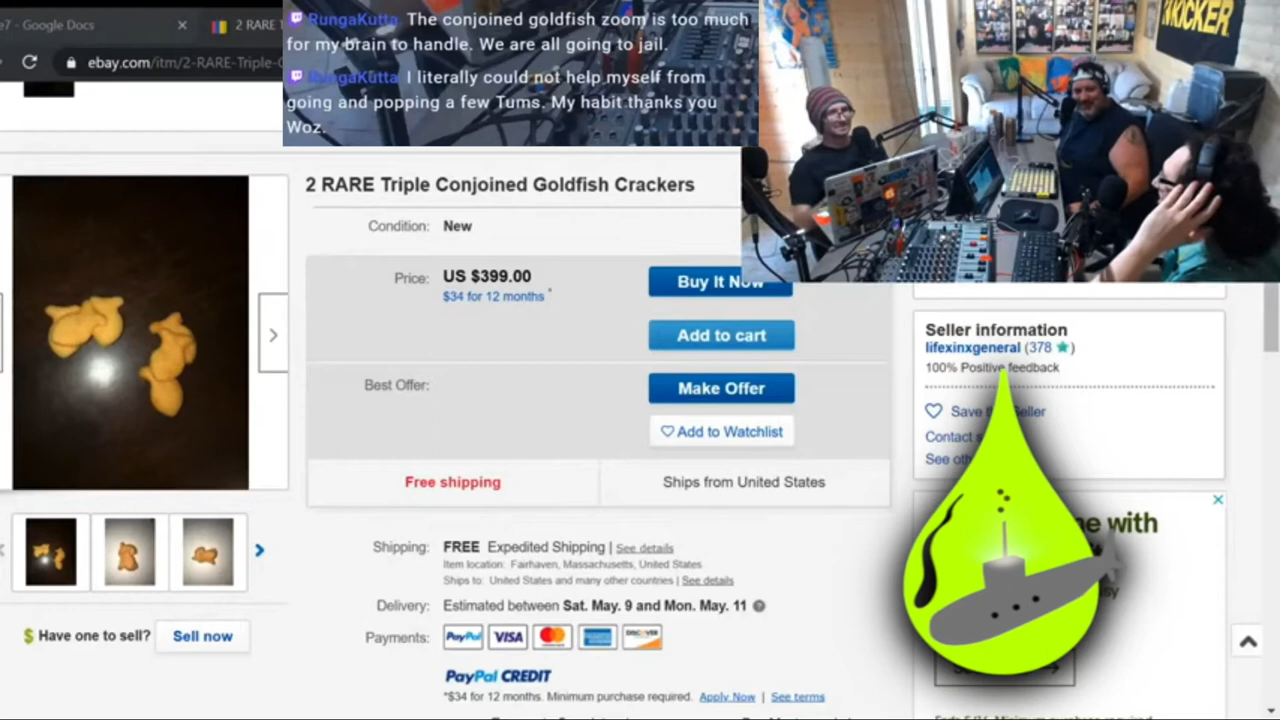 e7 - Google Docs
2 RARE
ebay.com/itm/2-RARE-Triple-C
RungaKutta The conjoined goldfish zoom is too much
for my brain to handle. We are all going to jail.
RungaKutta I literally could not help myself from
going and popping a few Tums. My habit thanks you
Woz.
KICKER
2 RARE Triple Conjoined Goldfish Crackers
Condition: New
Price: US $399.00
$34 for 12 months *
Buy It Now
Add to cart
Best Offer:
Make Offer
Add to Watchlist
Free shipping
Ships from United States
Seller information
lifexinxgeneral (378)
100% Positive feedback
Save Seller
Contact
See
Shipping: FREE Expedited Shipping | See details
Item location: Fairhaven, Massachusetts, United States
Ships to: United States and many other countries | See details
Delivery: Estimated between Sat. May. 9 and Mon. May. 11
Payments: PayPal VISA MasterCard DISCOVER
PayPal CREDIT
*$34 for 12 months. Minimum purchase required. Apply Now | See terms
$ Have one to sell? Sell now
me with